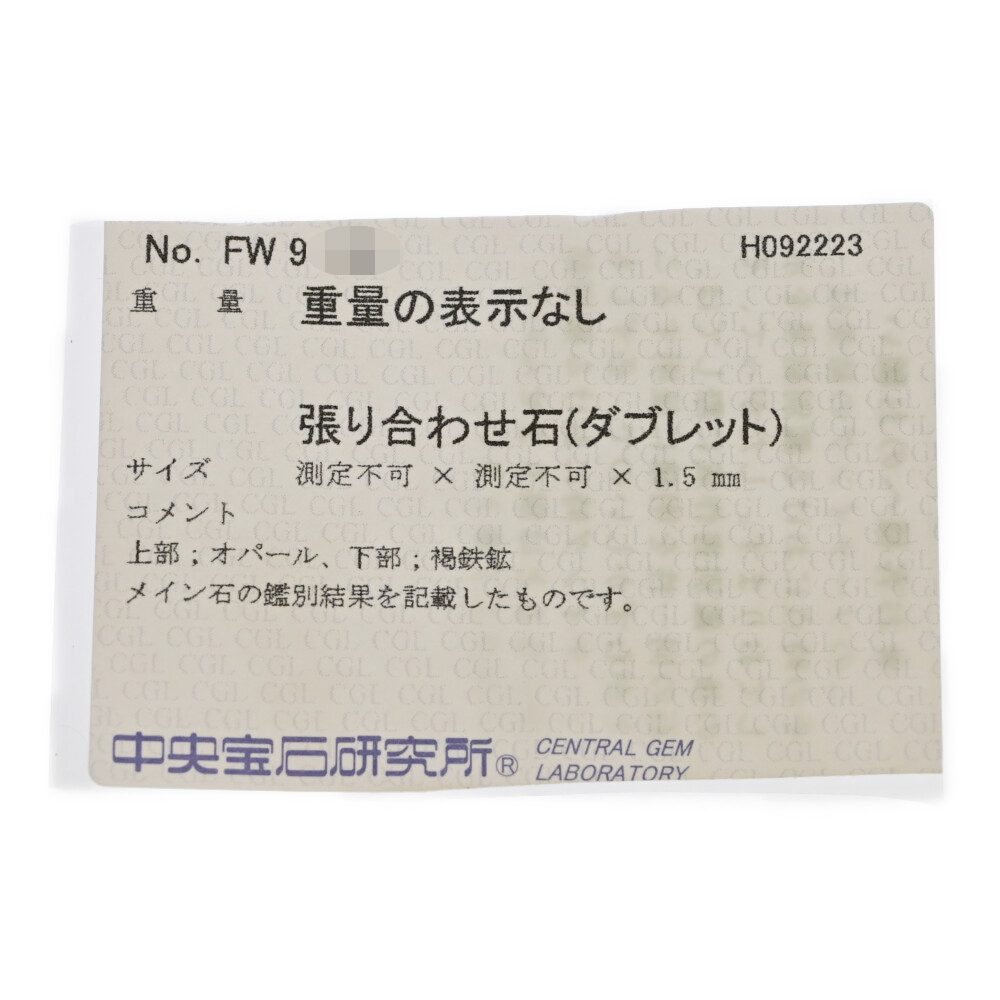 No. FW 9 H092223
重量 重量の表示なし
張り合わせ石(ダブレット)
サイズ 測定不可 × 測定不可 × 1.5 mm
コメント
上部;オパール、下部;褐鉄鉱
メイン石の鑑別結果を記載したものです。
中央宝石研究所® CENTRAL GEM
LABORATORY